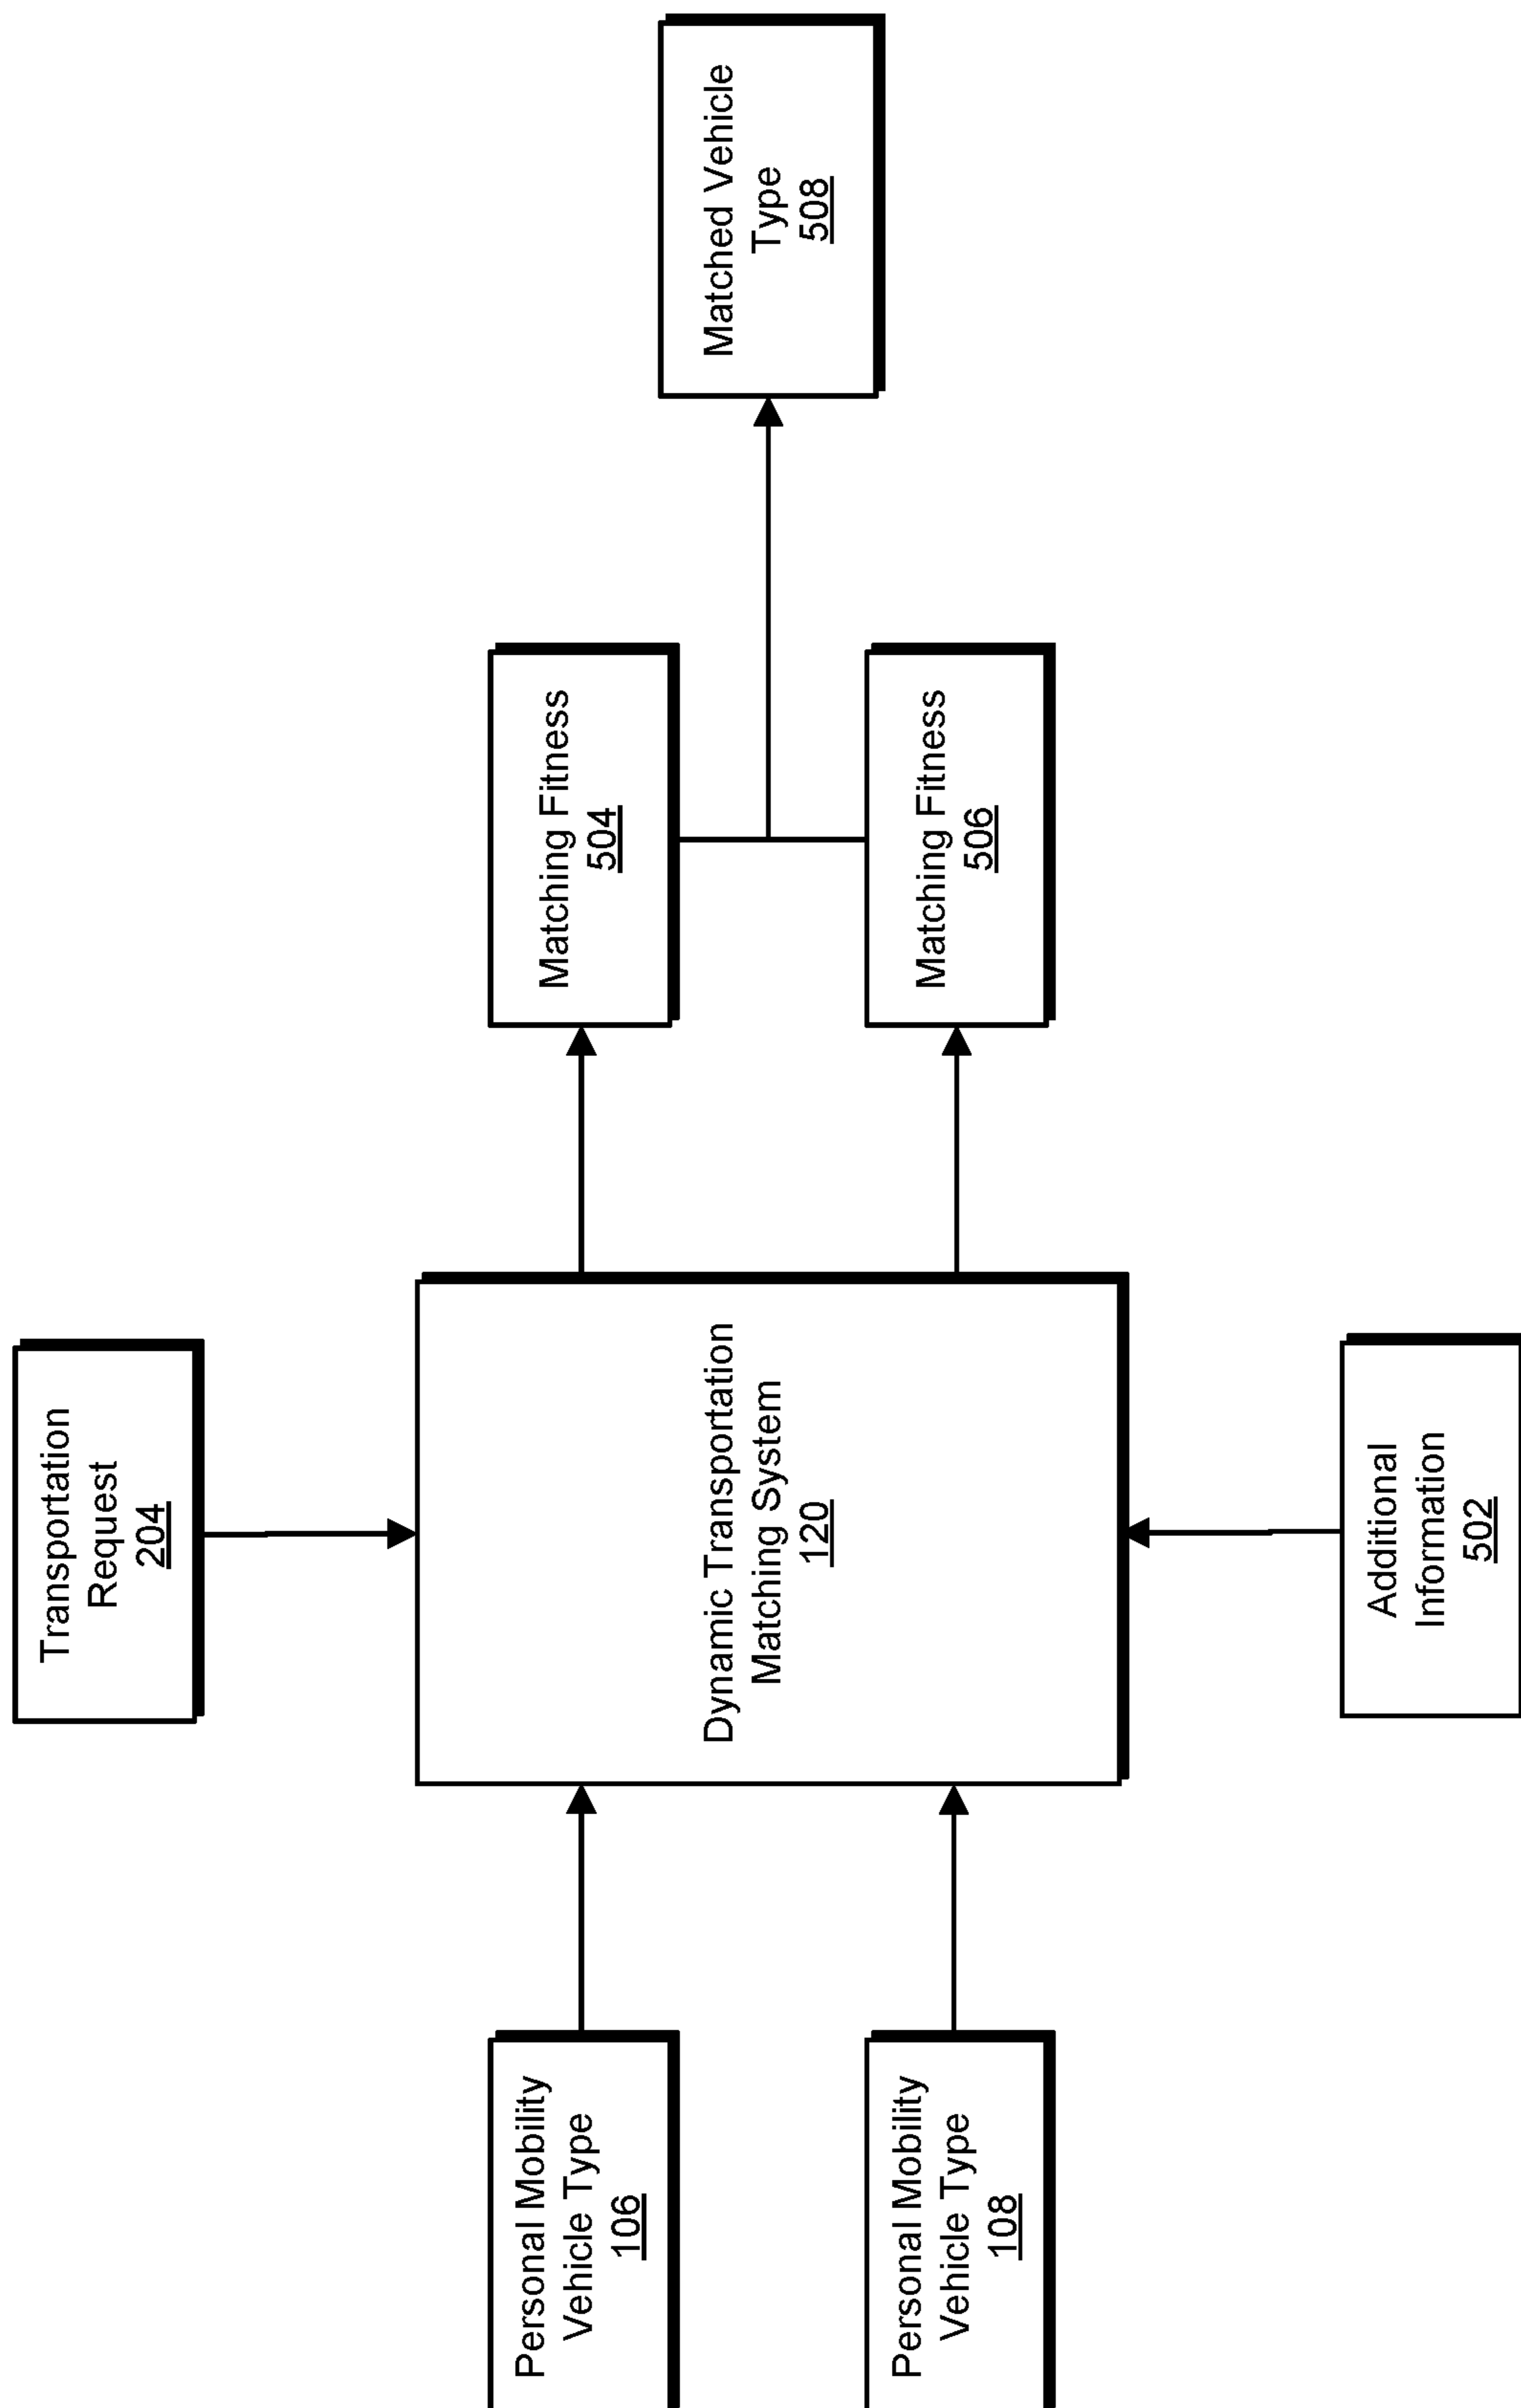 Transportation
Request
204
Personal Mobility
Vehicle Type
106
Personal Mobility
Vehicle Type
108
Dynamic Transportation
Matching System
120
Matching Fitness
504
Matching Fitness
506
Matched Vehicle
Type
508
Additional
Information
502